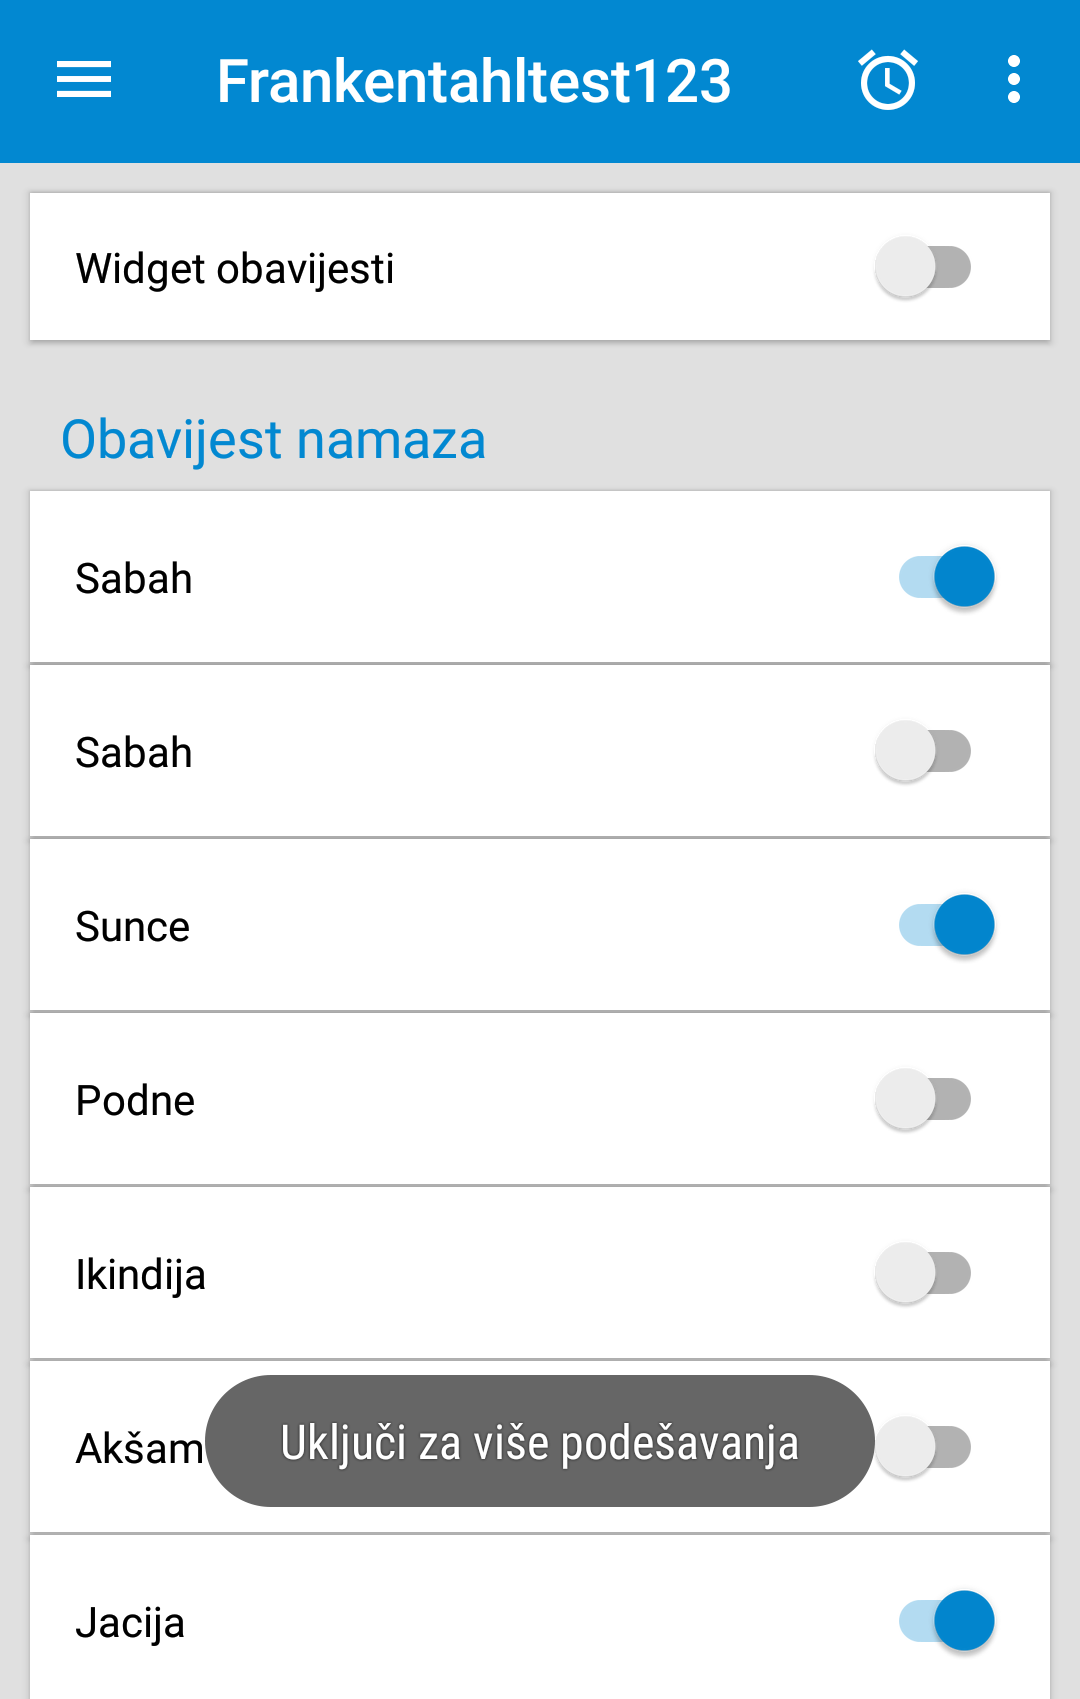 Frankentahltest123
Widget obavijesti
Obavijest namaza
Sabah
Sabah
Sunce
Podne
Ikindija
Akšam
Uključi za više podešavanja
Jacija